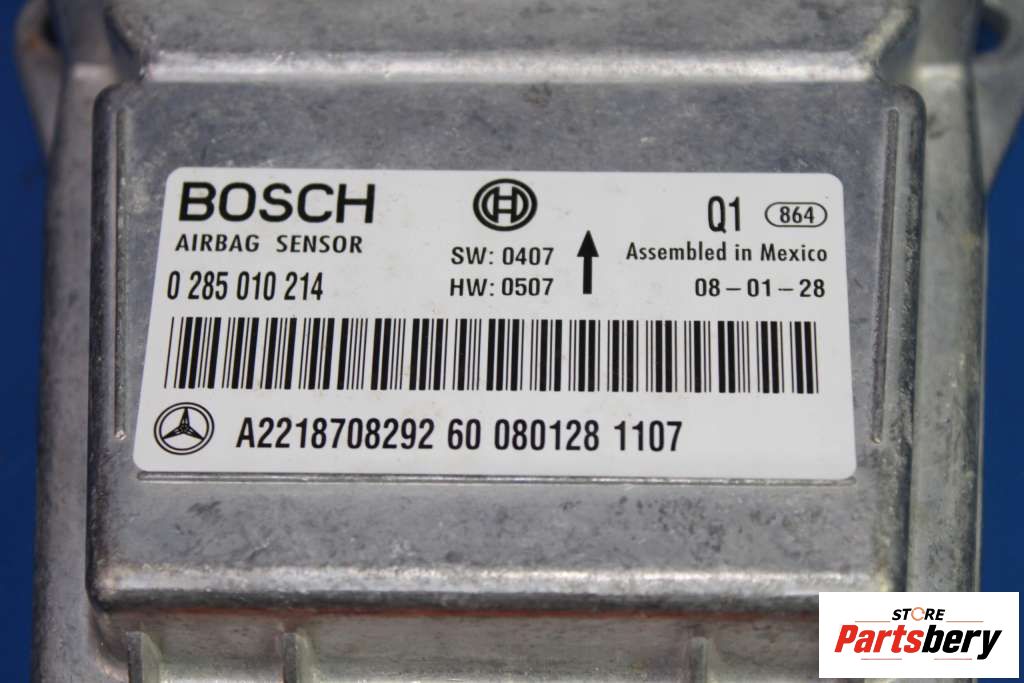 BOSCH
AIRBAG SENSOR
0 285 010 214
SW: 0407
HW: 0507
Q1 864
Assembled in Mexico
08-01-28
A2218708292 60 080128 1107
STORE
Partsbery